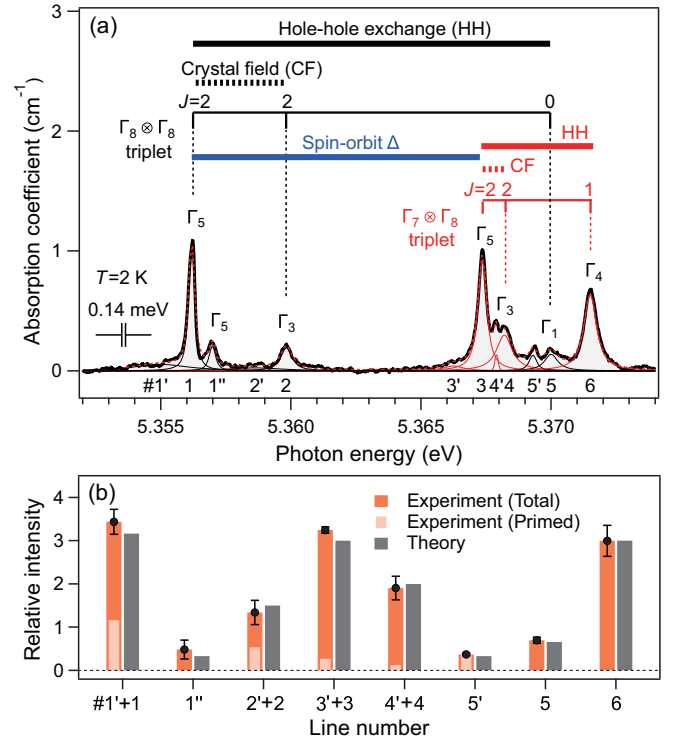 (a)
Hole-hole exchange (HH)
Crystal field (CF)
J=2 2 0
Γ8 ⊗ Γ8
triplet
Spin-orbit Δ
HH
CF
J=2 2 1
Γ7 ⊗ Γ8
triplet
Γ5
Γ5
Γ3
Γ5
Γ3
Γ1
Γ4
T=2 K
0.14 meV
#1' 1 1'' 2' 2 3' 3 4' 4 5' 5 6
3
2
1
0
Absorption coefficient (cm⁻¹)
5.355 5.360 5.365 5.370
Photon energy (eV)
(b)
Experiment (Total)
Experiment (Primed)
Theory
4
3
2
1
0
Relative intensity
#1'+1 1'' 2'+2 3'+3 4'+4 5' 5 6
Line number